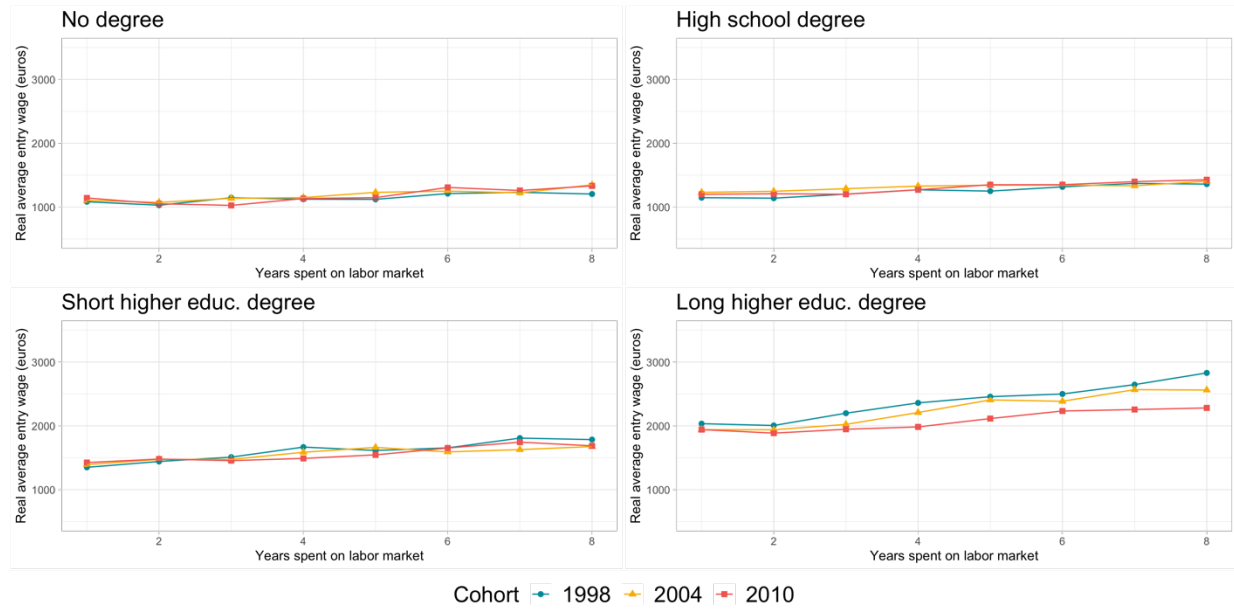 No degree
Real average entry wage (euros)
3000
2000
1000
2 4 6 8
Years spent on labor market
High school degree
Real average entry wage (euros)
3000
2000
1000
2 4 6 8
Years spent on labor market
Short higher educ. degree
Real average entry wage (euros)
3000
2000
1000
2 4 6 8
Years spent on labor market
Long higher educ. degree
Real average entry wage (euros)
3000
2000
1000
2 4 6 8
Years spent on labor market
Cohort 1998 2004 2010